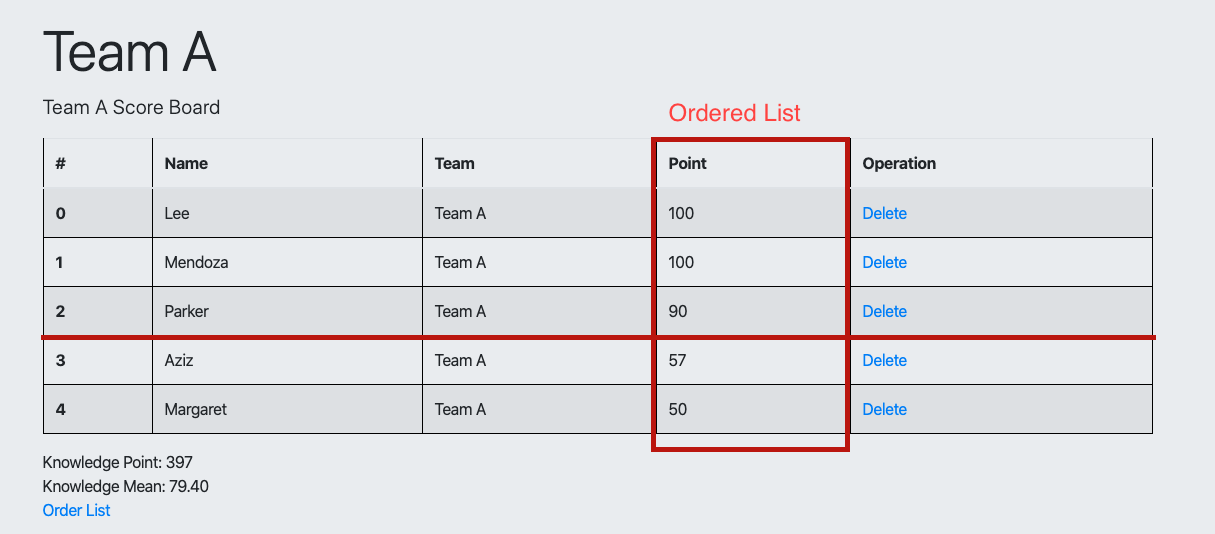 Team A
Team A Score Board
Ordered List
# Name Team Point Operation
0 Lee Team A 100 Delete
1 Mendoza Team A 100 Delete
2 Parker Team A 90 Delete
3 Aziz Team A 57 Delete
4 Margaret Team A 50 Delete
Knowledge Point: 397
Knowledge Mean: 79.40
Order List